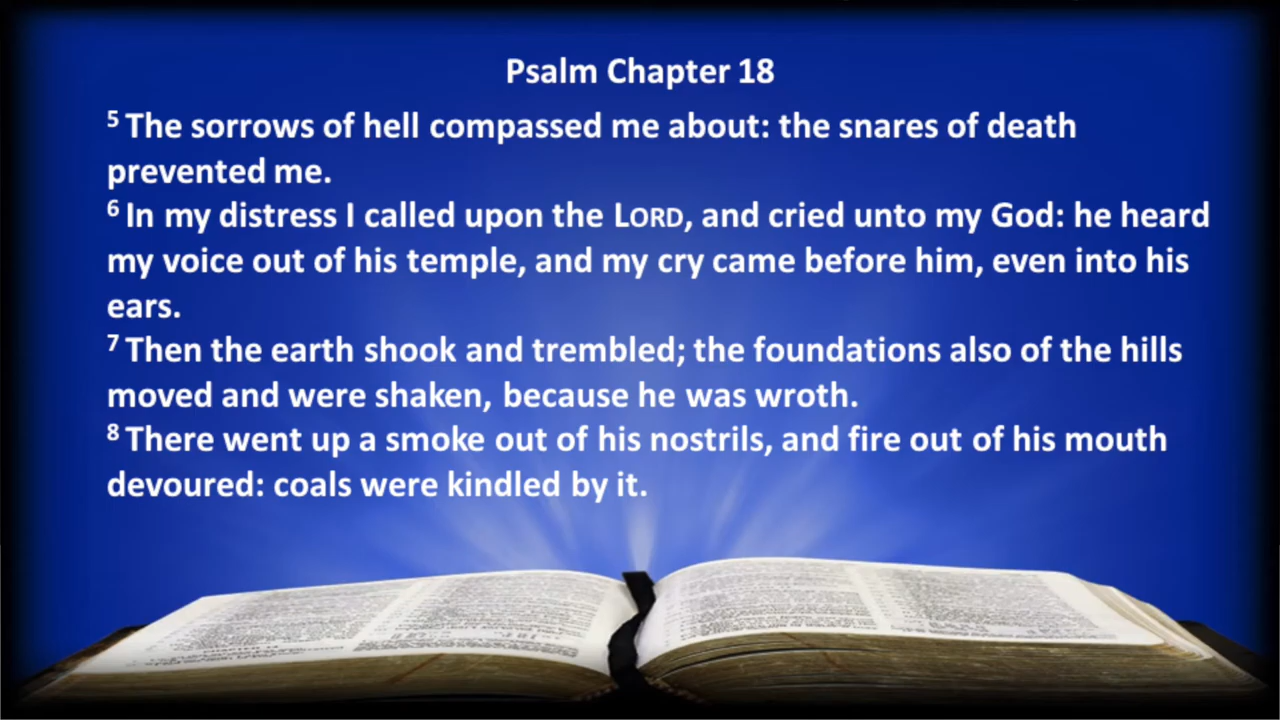 Psalm Chapter 18
5 The sorrows of hell compassed me about: the snares of death
prevented me.
6 In my distress I called upon the LORD, and cried unto my God: he heard
my voice out of his temple, and my cry came before him, even into his
ears.
7 Then the earth shook and trembled; the foundations also of the hills
moved and were shaken, because he was wroth.
8 There went up a smoke out of his nostrils, and fire out of his mouth
devoured: coals were kindled by it.